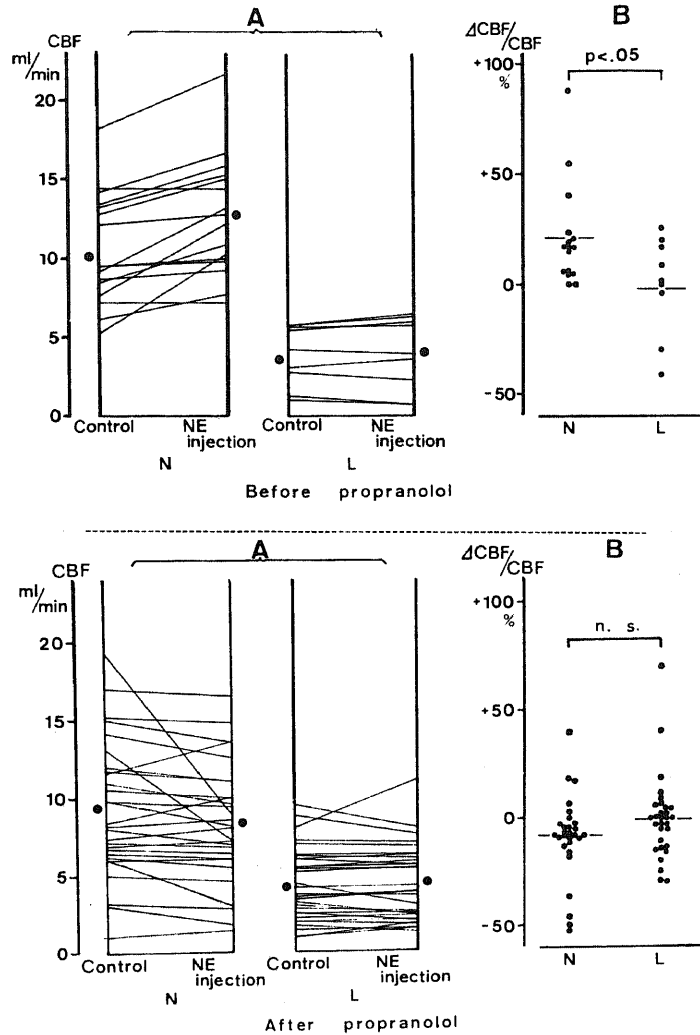 A
B
CBF
ml/min
20
15
10
5
0
Control
NE injection
N
Control
NE injection
L
ΔCBF/CBF
+100
%
+50
0
-50
p<.05
N
L
Before propranolol
A
B
CBF
ml/min
20
15
10
5
0
Control
NE injection
N
Control
NE injection
L
ΔCBF/CBF
+100
%
+50
0
-50
n. s.
N
L
After propranolol